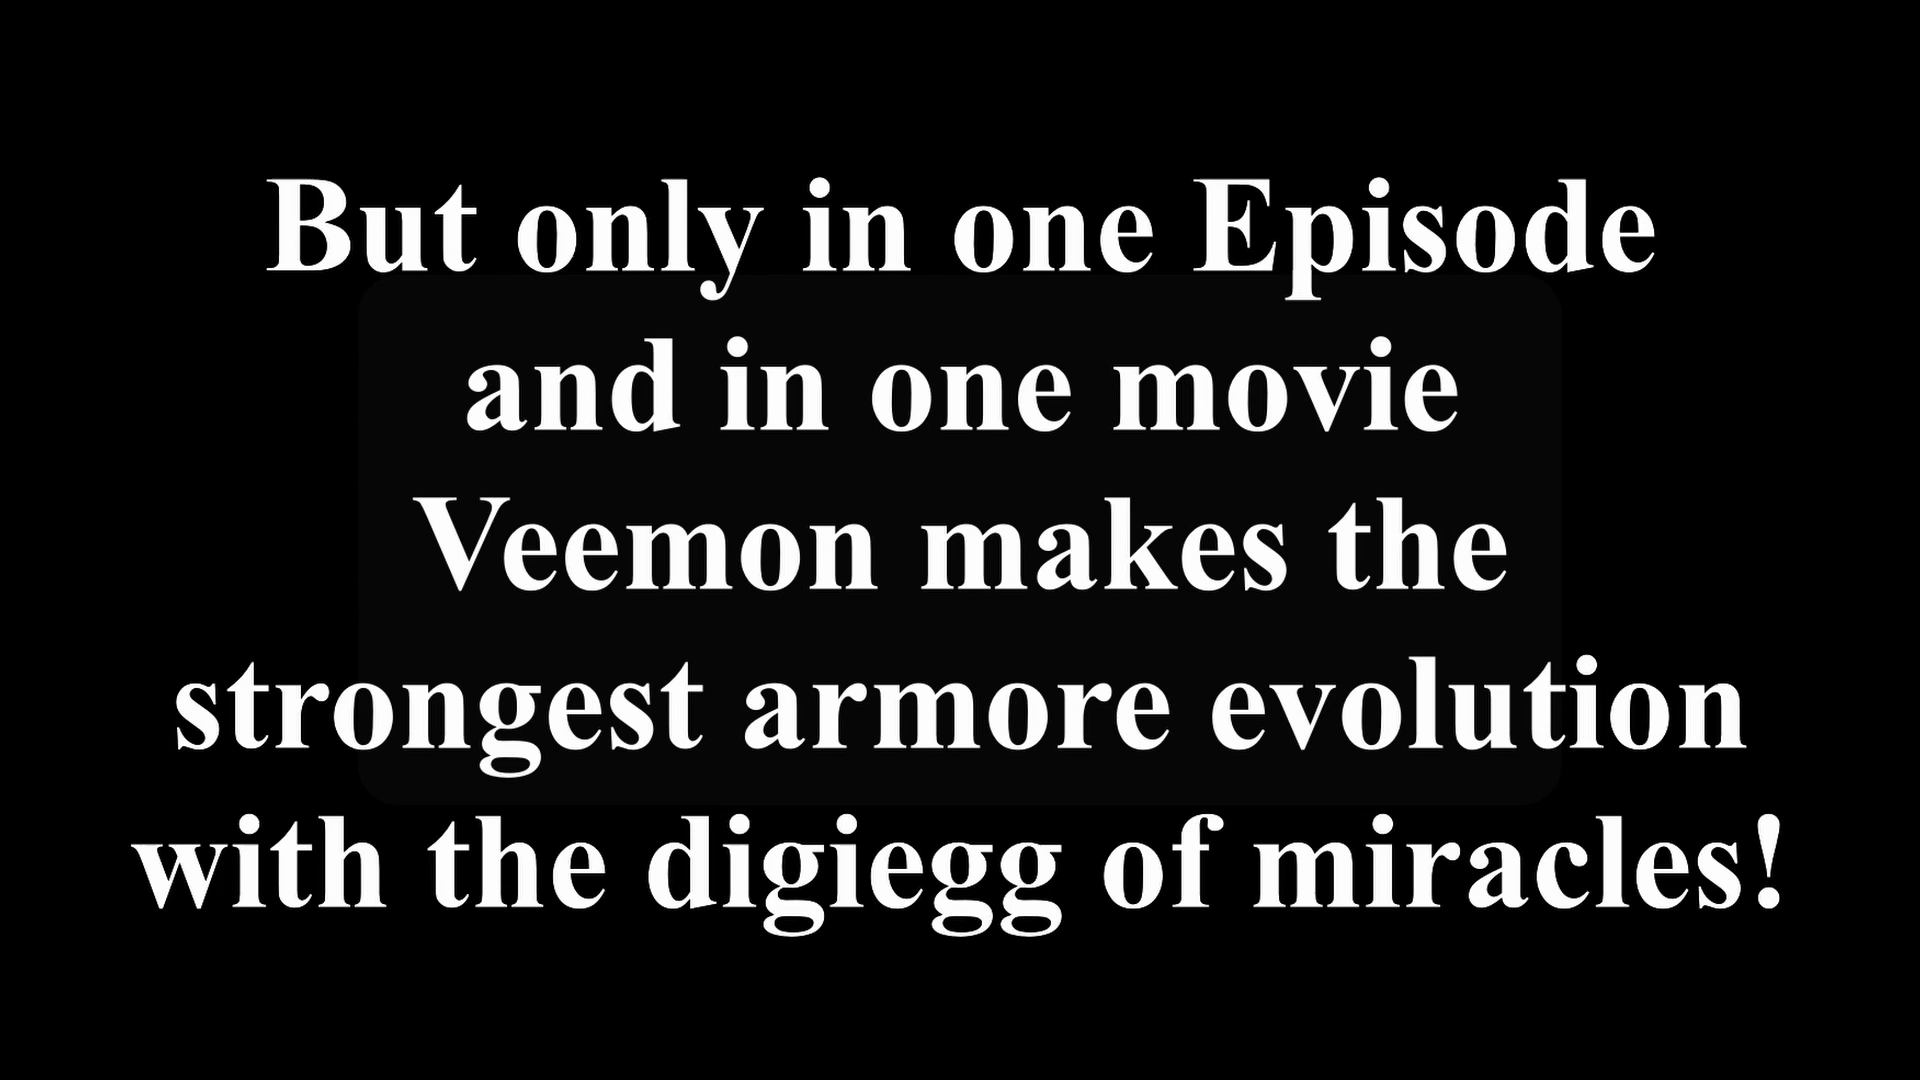 But only in one Episode
and in one movie
Veemon makes the
strongest armore evolution
with the digiegg of miracles!